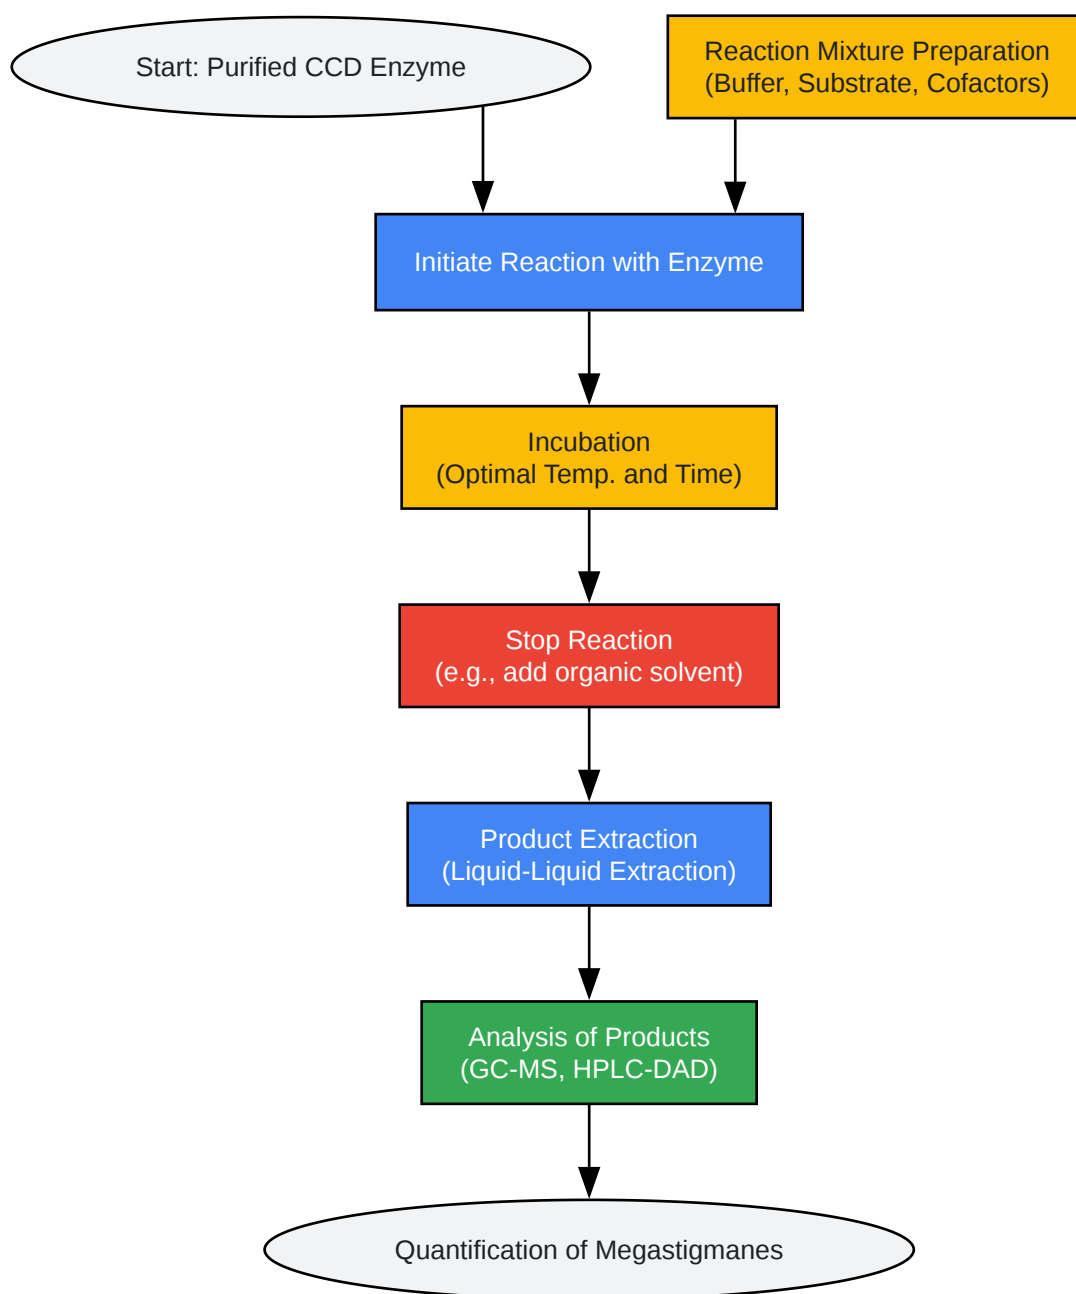 Start: Purified CCD Enzyme
Reaction Mixture Preparation
(Buffer, Substrate, Cofactors)
Initiate Reaction with Enzyme
Incubation
(Optimal Temp. and Time)
Stop Reaction
(e.g., add organic solvent)
Product Extraction
(Liquid-Liquid Extraction)
Analysis of Products
(GC-MS, HPLC-DAD)
Quantification of Megastigmanes